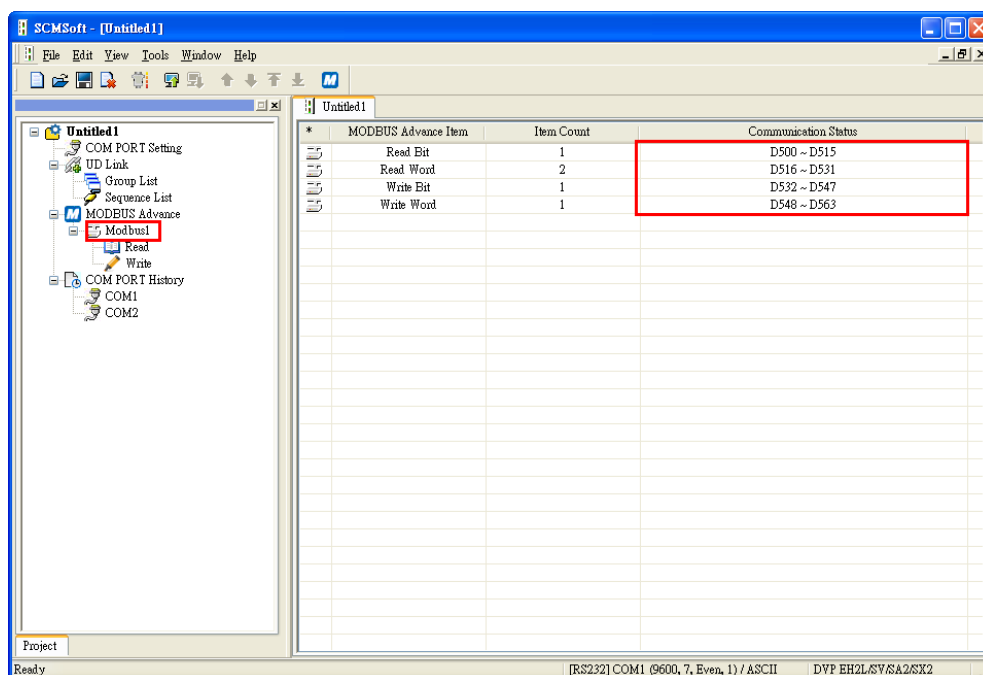 SCMSoft - [Untitled1]
File Edit View Tools Window Help
Untitled1
Untitled1
COM PORT Setting
UD Link
Group List
Sequence List
MODBUS Advance
Modbus1
Read
Write
COM PORT History
COM1
COM2
Project
* MODBUS Advance Item Item Count Communication Status
Read Bit 1 D500 ~ D515
Read Word 2 D516 ~ D531
Write Bit 1 D532 ~ D547
Write Word 1 D548 ~ D563
Ready [RS232] COM1 (9600, 7, Even, 1) / ASCII DVP EH2L/SV/SA2/SX2